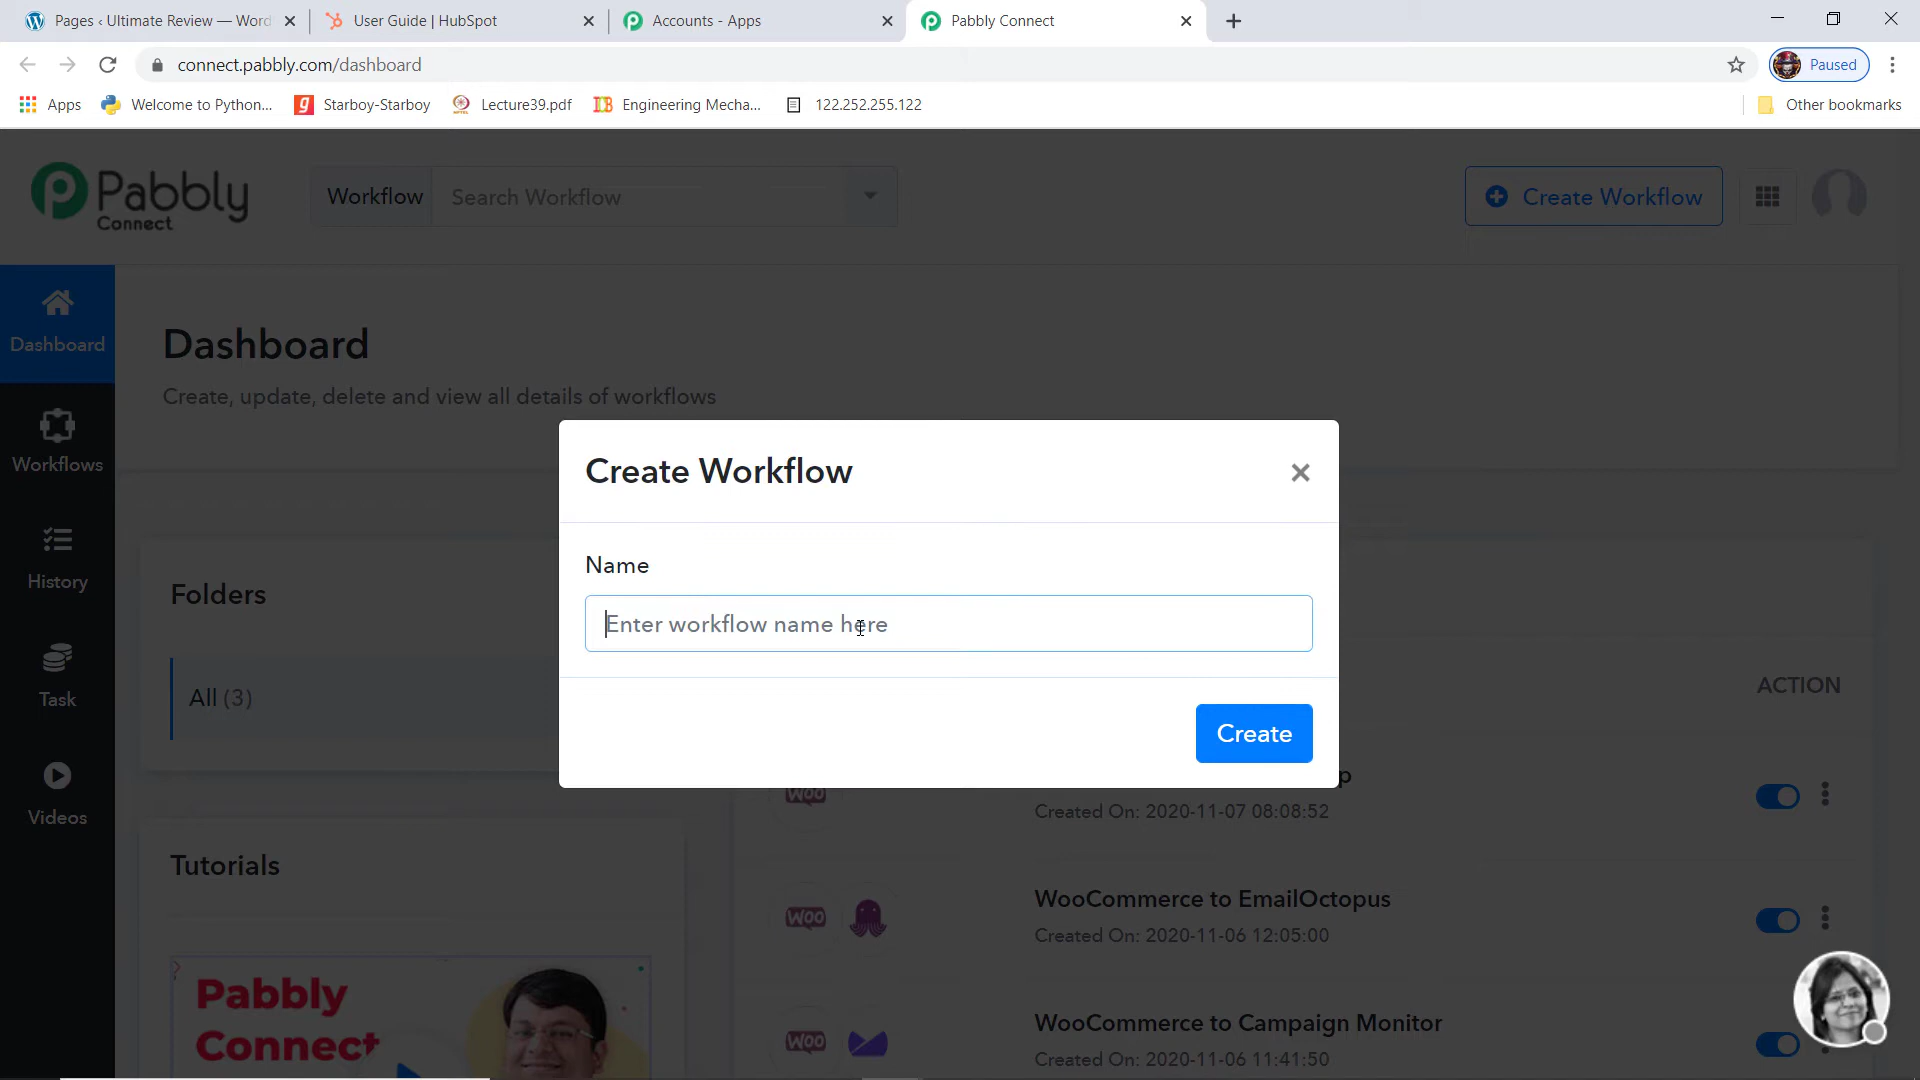 Pages ‹ Ultimate Review — Word
User Guide | HubSpot
Accounts - Apps
Pabbly Connect
connect.pabbly.com/dashboard
Paused
Apps
Welcome to Python...
Starboy-Starboy
Lecture39.pdf
Engineering Mecha...
122.252.255.122
Other bookmarks
Pabbly
Connect
Workflow
Search Workflow
Create Workflow
Dashboard
Workflows
History
Task
Videos
Dashboard
Create, update, delete and view all details of workflows
Create Workflow
Name
Enter workflow name here
Create
Folders
All (3)
Tutorials
Pabbly
Connect
ACTION
p
Woo
Created On: 2020-11-07 08:08:52
Woo
WooCommerce to EmailOctopus
Created On: 2020-11-06 12:05:00
Woo
WooCommerce to Campaign Monitor
Created On: 2020-11-06 11:41:50